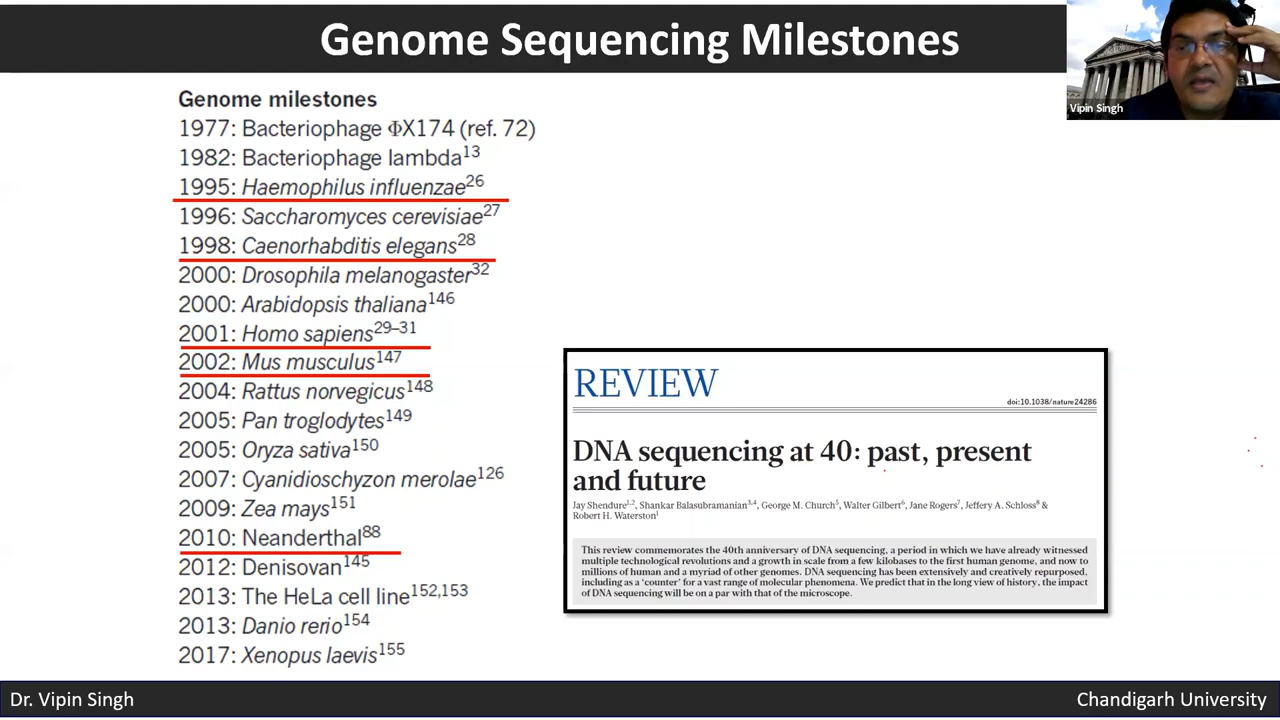 Genome Sequencing Milestones
Vipin Singh
Genome milestones
1977: Bacteriophage ΦX174 (ref. 72)
1982: Bacteriophage lambda13
1995: Haemophilus influenzae26
1996: Saccharomyces cerevisiae27
1998: Caenorhabditis elegans28
2000: Drosophila melanogaster32
2000: Arabidopsis thaliana146
2001: Homo sapiens29–31
2002: Mus musculus147
2004: Rattus norvegicus148
2005: Pan troglodytes149
2005: Oryza sativa150
2007: Cyanidioschyzon merolae126
2009: Zea mays151
2010: Neanderthal88
2012: Denisovan145
2013: The HeLa cell line152,153
2013: Danio rerio154
2017: Xenopus laevis155
REVIEW
doi:10.1038/nature24286
DNA sequencing at 40: past, present
and future
Jay Shendure1,2, Shankar Balasubramanian3,4, George M. Church5, Walter Gilbert6, Jane Rogers7, Jeffery A. Schloss8 &
Robert H. Waterston1
This review commemorates the 40th anniversary of DNA sequencing, a period in which we have already witnessed
multiple technological revolutions and a growth in scale from a few kilobases to the first human genome, and now to
millions of human and a myriad of other genomes. DNA sequencing has been extensively and creatively repurposed,
including as a ‘counter’ for a vast range of molecular phenomena. We predict that in the long view of history, the impact
of DNA sequencing will be on a par with that of the microscope.
Dr. Vipin Singh
Chandigarh University